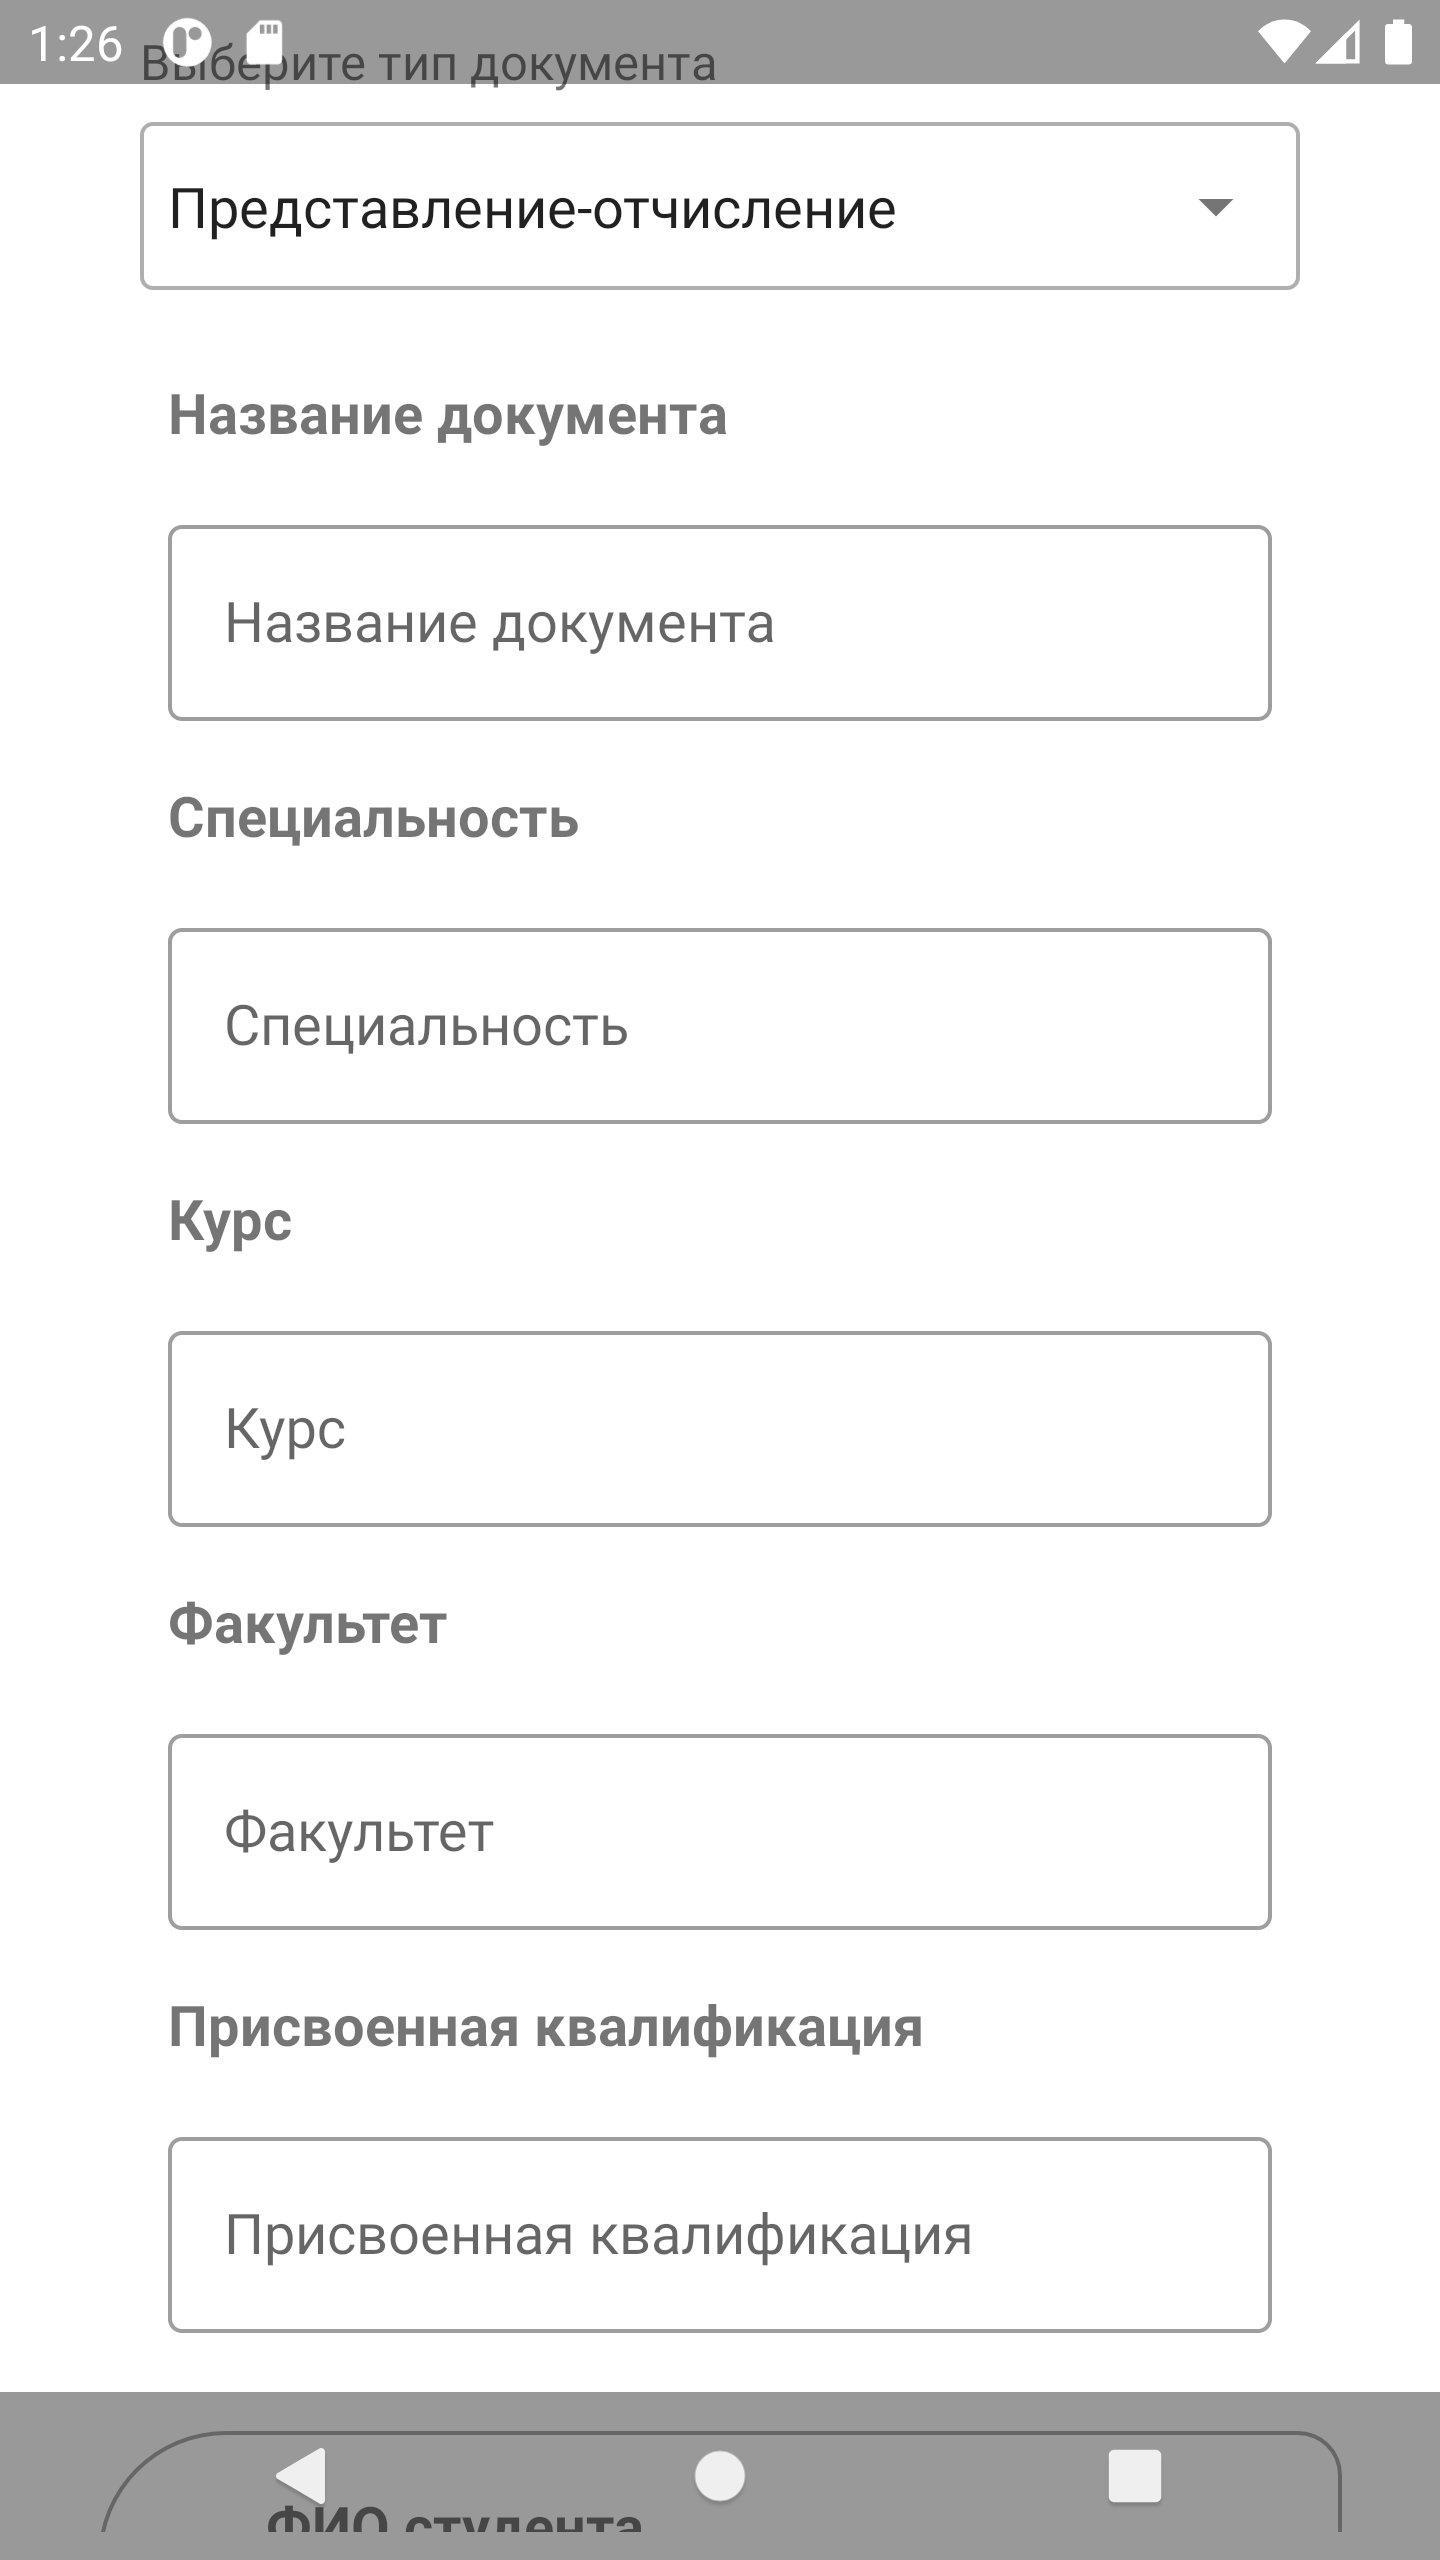 1:26
Выберите тип документа
Представление-отчисление
Название документа
Название документа
Специальность
Специальность
Курс
Курс
Факультет
Факультет
Присвоенная квалификация
Присвоенная квалификация
ФИО студента